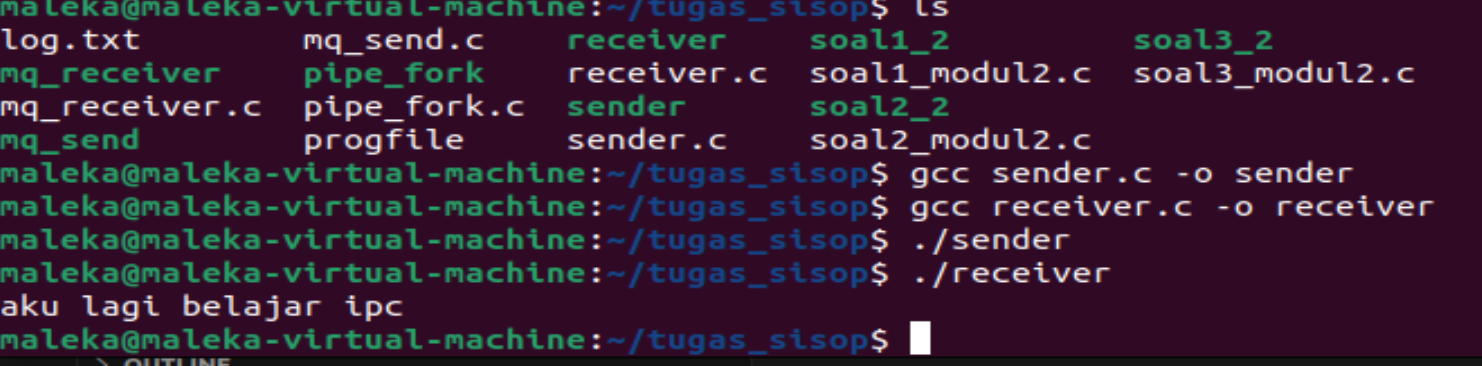 maleka@maleka-virtual-machine:~/tugas_sisop$ ls
log.txt mq_send.c receiver soal1_2 soal3_2
mq_receiver pipe_fork receiver.c soal1_modul2.c soal3_modul2.c
mq_receiver.c pipe_fork.c sender soal2_2
mq_send progfile sender.c soal2_modul2.c
maleka@maleka-virtual-machine:~/tugas_sisop$ gcc sender.c -o sender
maleka@maleka-virtual-machine:~/tugas_sisop$ gcc receiver.c -o receiver
maleka@maleka-virtual-machine:~/tugas_sisop$ ./sender
maleka@maleka-virtual-machine:~/tugas_sisop$ ./receiver
aku lagi belajar ipc
maleka@maleka-virtual-machine:~/tugas_sisop$
> OUTLINE